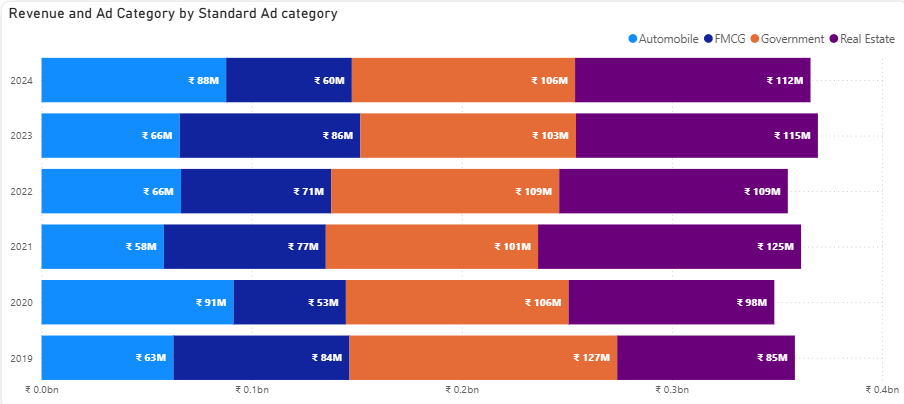 Revenue and Ad Category by Standard Ad category
Automobile FMCG Government Real Estate
2024 ₹ 88M ₹ 60M ₹ 106M ₹ 112M
2023 ₹ 66M ₹ 86M ₹ 103M ₹ 115M
2022 ₹ 66M ₹ 71M ₹ 109M ₹ 109M
2021 ₹ 58M ₹ 77M ₹ 101M ₹ 125M
2020 ₹ 91M ₹ 53M ₹ 106M ₹ 98M
2019 ₹ 63M ₹ 84M ₹ 127M ₹ 85M
₹ 0.0bn ₹ 0.1bn ₹ 0.2bn ₹ 0.3bn ₹ 0.4bn